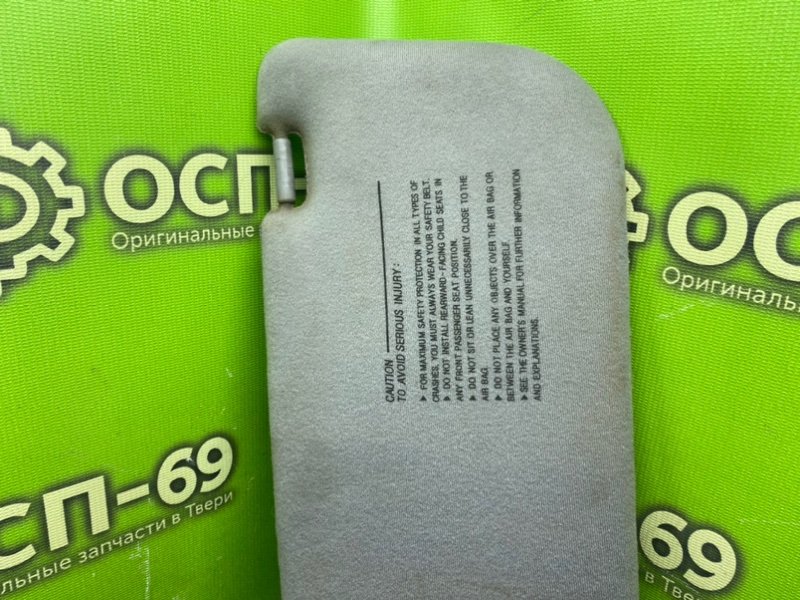 ОСП
Оригинальные з
СП-69
льные запчасти в Твери
CAUTION
TO AVOID SERIOUS INJURY:
▶ FOR MAXIMUM SAFETY PROTECTION IN ALL TYPES OF
CRASHES, YOU MUST ALWAYS WEAR YOUR SAFETY BELT.
▶ DO NOT INSTALL REARWARD-FACING CHILD SEATS IN
ANY FRONT PASSENGER SEAT POSITION.
▶ DO NOT SIT OR LEAN UNNECESSARILY CLOSE TO THE
AIR BAG.
▶ DO NOT PLACE ANY OBJECTS OVER THE AIR BAG OR
BETWEEN THE AIR BAG AND YOURSELF.
▶ SEE THE OWNER'S MANUAL FOR FURTHER INFORMATION
AND EXPLANATIONS.
ОС
Оригинальн
69
в Твери